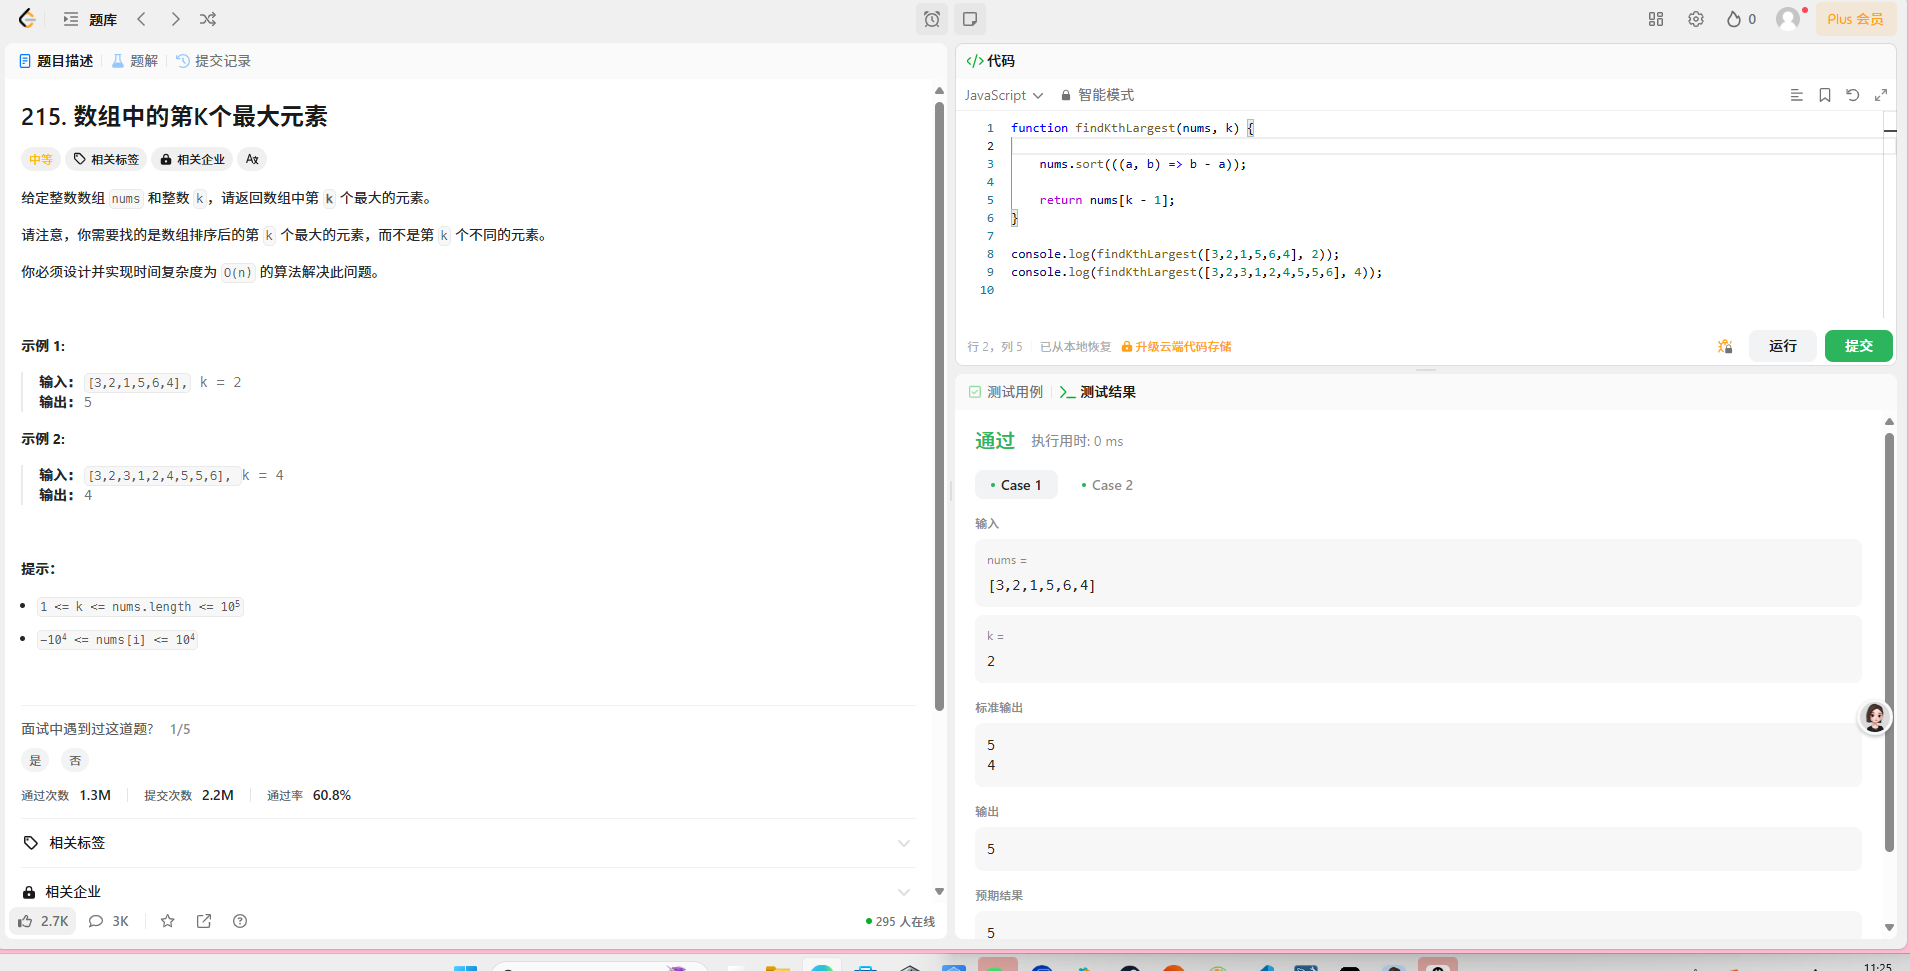 题库
0
Plus 会员
题目描述
题解
提交记录
215. 数组中的第K个最大元素
中等
相关标签
相关企业
给定整数数组 nums 和整数 k，请返回数组中第 k 个最大的元素。
请注意，你需要找的是数组排序后的第 k 个最大的元素，而不是第 k 个不同的元素。
你必须设计并实现时间复杂度为 O(n) 的算法解决此问题。
示例 1:
输入: [3,2,1,5,6,4], k = 2
输出: 5
示例 2:
输入: [3,2,3,1,2,4,5,5,6], k = 4
输出: 4
提示：
1 <= k <= nums.length <= 10⁵
-10⁴ <= nums[i] <= 10⁴
面试中遇到过这道题? 1/5
是
否
通过次数 1.3M
提交次数 2.2M
通过率 60.8%
相关标签
相关企业
2.7K
3K
295 人在线
代码
JavaScript
智能模式
1 function findKthLargest(nums, k) {
2
3 nums.sort(((a, b) => b - a));
4
5 return nums[k - 1];
6 }
7
8 console.log(findKthLargest([3,2,1,5,6,4], 2));
9 console.log(findKthLargest([3,2,3,1,2,4,5,5,6], 4));
10
行 2，列 5
已从本地恢复
升级云端代码存储
运行
提交
测试用例
测试结果
通过
执行用时: 0 ms
Case 1
Case 2
输入
nums =
[3,2,1,5,6,4]
k =
2
标准输出
5
4
输出
5
预期结果
5
11:25